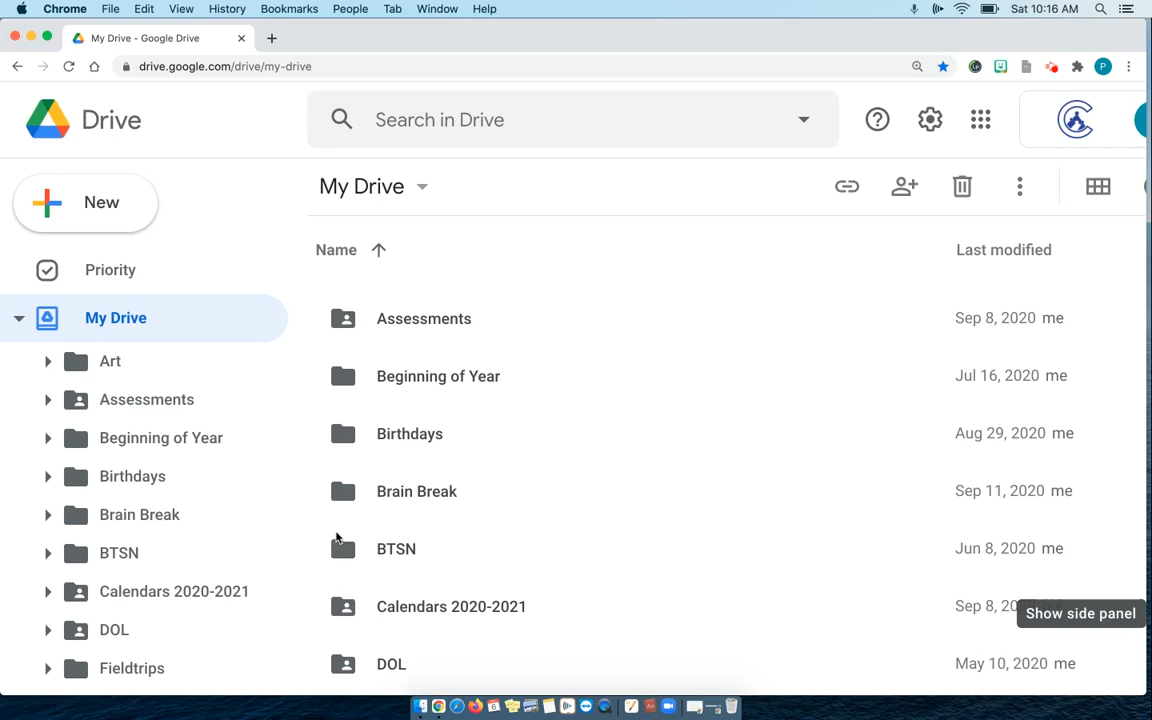 Chrome File Edit View History Bookmarks People Tab Window Help Sat 10:16 AM
My Drive - Google Drive
drive.google.com/drive/my-drive P
Drive Search in Drive
My Drive
New
Name Last modified
Priority
My Drive
Art
Assessments
Beginning of Year
Birthdays
Brain Break
BTSN
Calendars 2020-2021
DOL
Fieldtrips
Assessments Sep 8, 2020 me
Beginning of Year Jul 16, 2020 me
Birthdays Aug 29, 2020 me
Brain Break Sep 11, 2020 me
BTSN Jun 8, 2020 me
Calendars 2020-2021 Sep 8, 20
Show side panel
DOL May 10, 2020 me